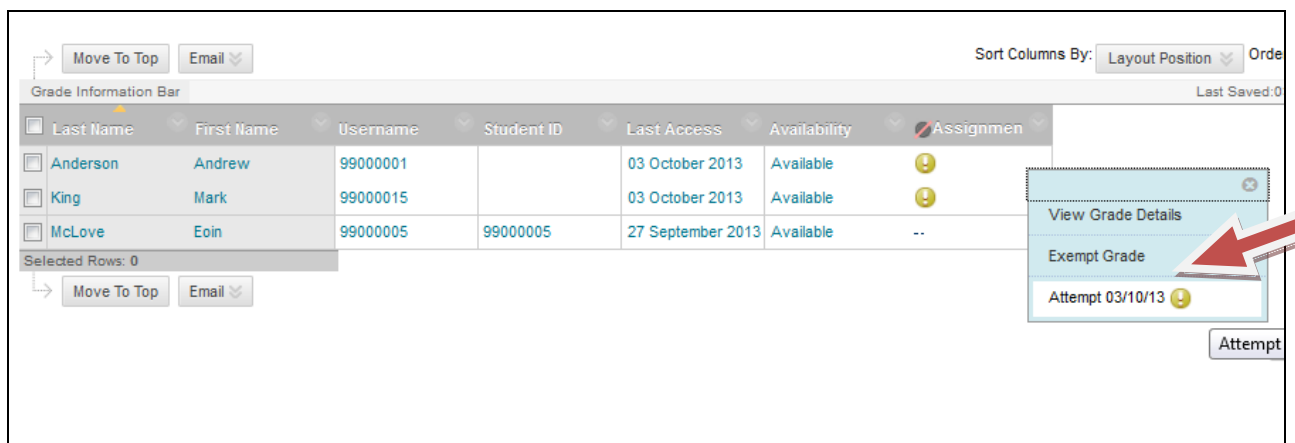 Move To Top Email Sort Columns By: Layout Position Orde
Grade Information Bar Last Saved:0
Last Name First Name Username Student ID Last Access Availability Assignmen
Anderson Andrew 99000001 03 October 2013 Available
King Mark 99000015 03 October 2013 Available
McLove Eoin 99000005 99000005 27 September 2013 Available --
Selected Rows: 0
Move To Top Email
View Grade Details
Exempt Grade
Attempt 03/10/13
Attempt